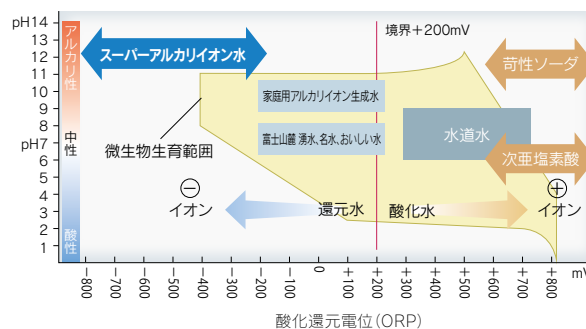 pH14
13
12
11
10
9
8
pH7
6
5
4
3
2
1
アルカリ性
中性
酸性
スーパーアルカリイオン水
境界+200mV
苛性ソーダ
家庭用アルカリイオン生成水
富士山麓 湧水、名水、おいしい水
水道水
微生物生育範囲
次亜塩素酸
−
イオン
還元水
酸化水
+
イオン
-800
-700
-600
-500
-400
-300
-200
-100
0
+100
+200
+300
+400
+500
+600
+700
+800
mV
酸化還元電位(ORP)